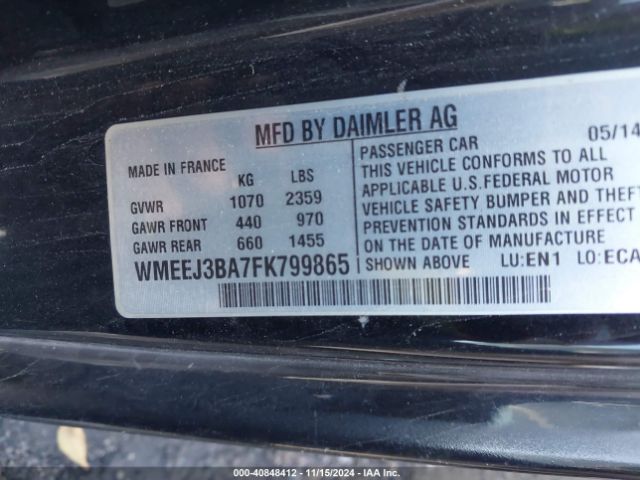 MFD BY DAIMLER AG
MADE IN FRANCE
KG LBS
GVWR 1070 2359
GAWR FRONT 440 970
GAWR REAR 660 1455
WMEEJ3BA7FK799865
05/14
PASSENGER CAR
THIS VEHICLE CONFORMS TO ALL
APPLICABLE U.S.FEDERAL MOTOR
VEHICLE SAFETY BUMPER AND THEFT
PREVENTION STANDARDS IN EFFECT
ON THE DATE OF MANUFACTURE
SHOWN ABOVE LU:EN1 LO:ECA
000-40848412 - 11/15/2024 - IAA Inc.